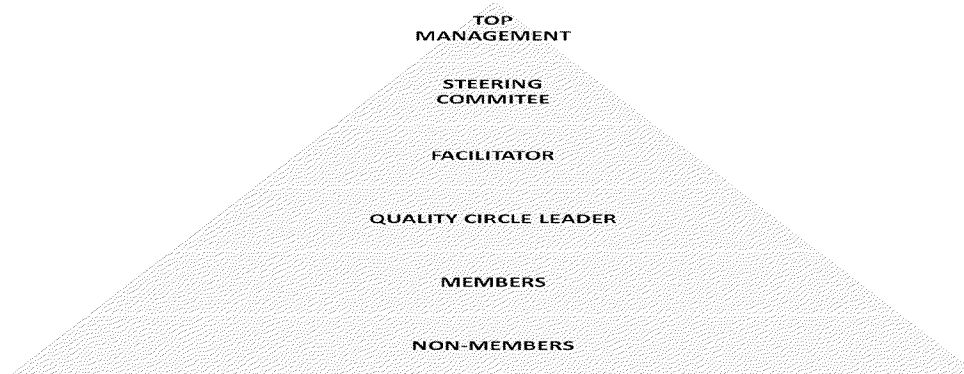 TOP
MANAGEMENT
STEERING
COMMITEE
FACILITATOR
QUALITY CIRCLE LEADER
MEMBERS
NON-MEMBERS